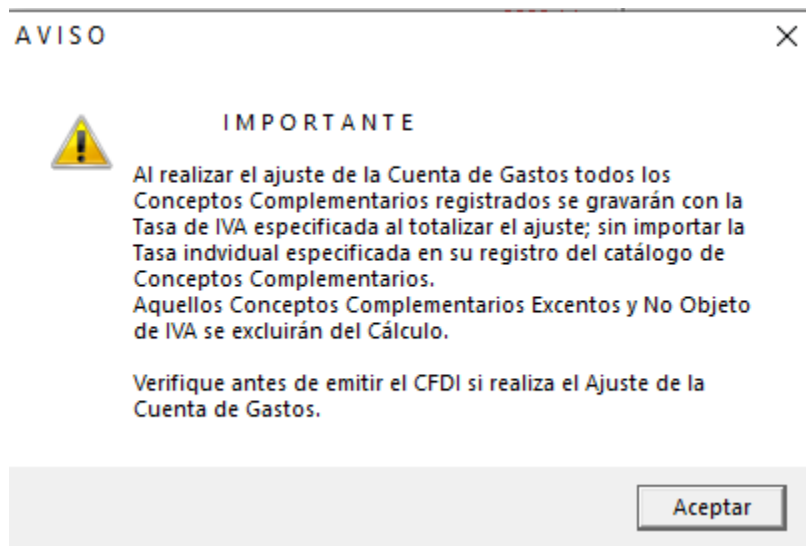 AVISO
IMPORTANTE
Al realizar el ajuste de la Cuenta de Gastos todos los
Conceptos Complementarios registrados se gravarán con la
Tasa de IVA especificada al totalizar el ajuste; sin importar la
Tasa indvidual especificada en su registro del catálogo de
Conceptos Complementarios.
Aquellos Conceptos Complementarios Excentos y No Objeto
de IVA se excluirán del Cálculo.
Verifique antes de emitir el CFDI si realiza el Ajuste de la
Cuenta de Gastos.
Aceptar